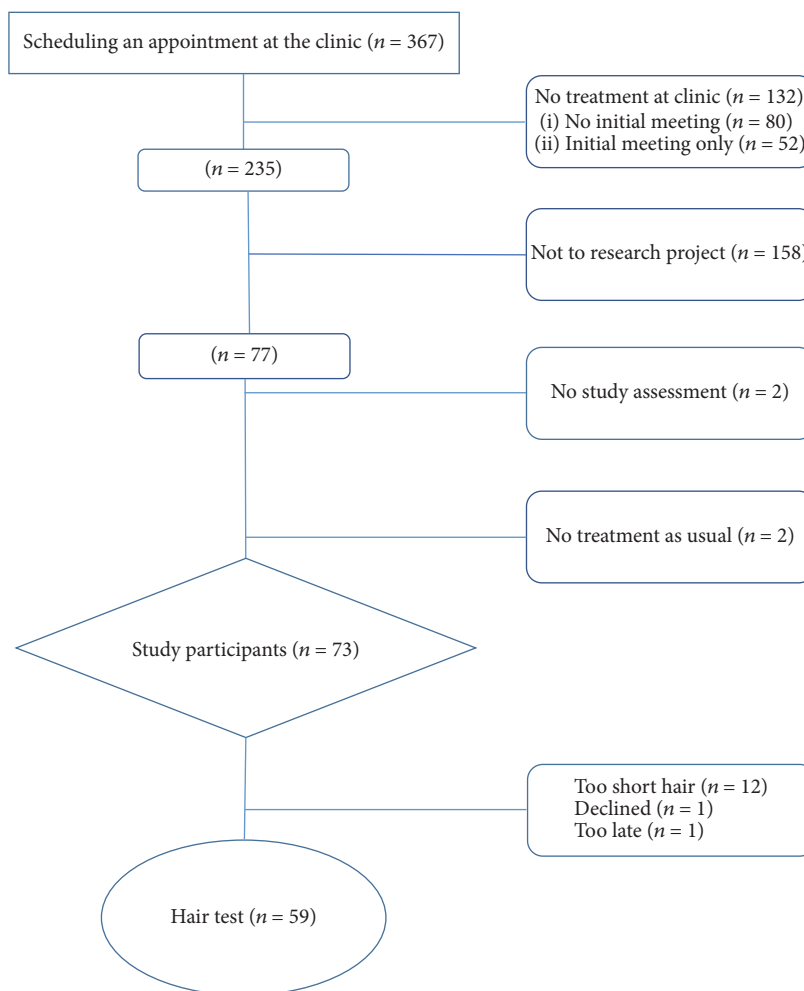 Scheduling an appointment at the clinic (n = 367)
No treatment at clinic (n = 132)
(i) No initial meeting (n = 80)
(ii) Initial meeting only (n = 52)
(n = 235)
Not to research project (n = 158)
(n = 77)
No study assessment (n = 2)
No treatment as usual (n = 2)
Study participants (n = 73)
Too short hair (n = 12)
Declined (n = 1)
Too late (n = 1)
Hair test (n = 59)